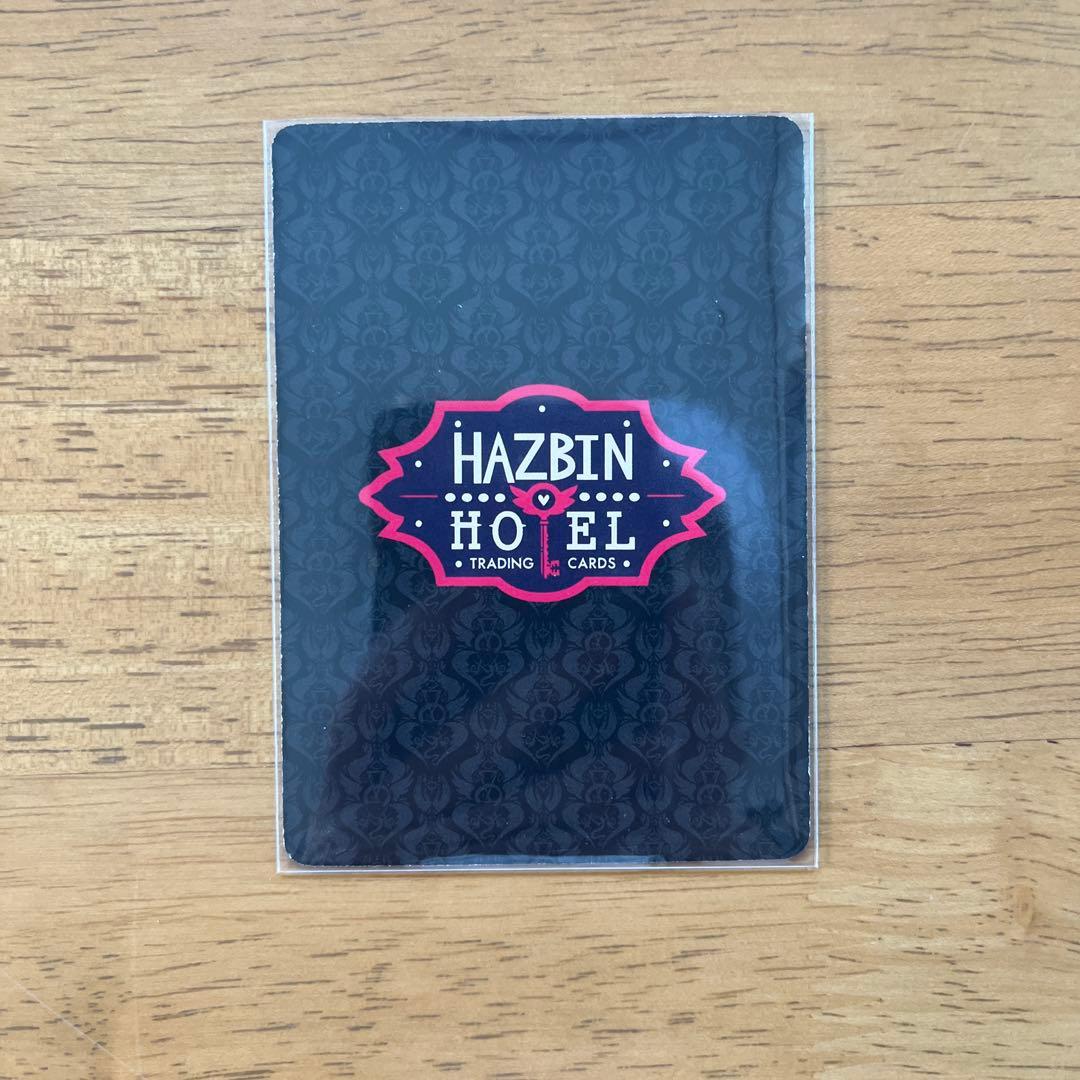 HAZBIN
HOTEL
• TRADING CARDS •